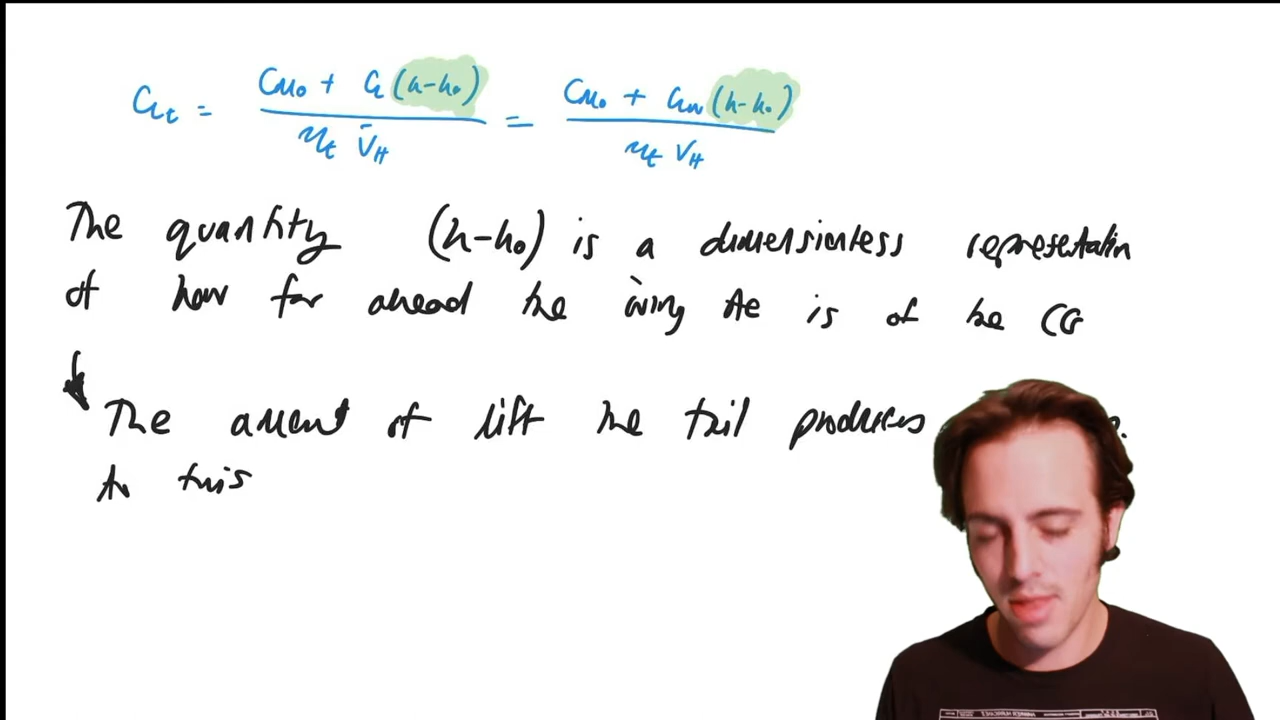 C_Lt = (C_M0 + C_L (h-h0)) / (η_t V̄_H) = (C_M0 + C_Lw (h-h0)) / (η_t V_H)
The quantity (h-h0) is a dimensionless representation
of how far ahead the wing Ac is of the CG
The amount of lift the tail produces
to this